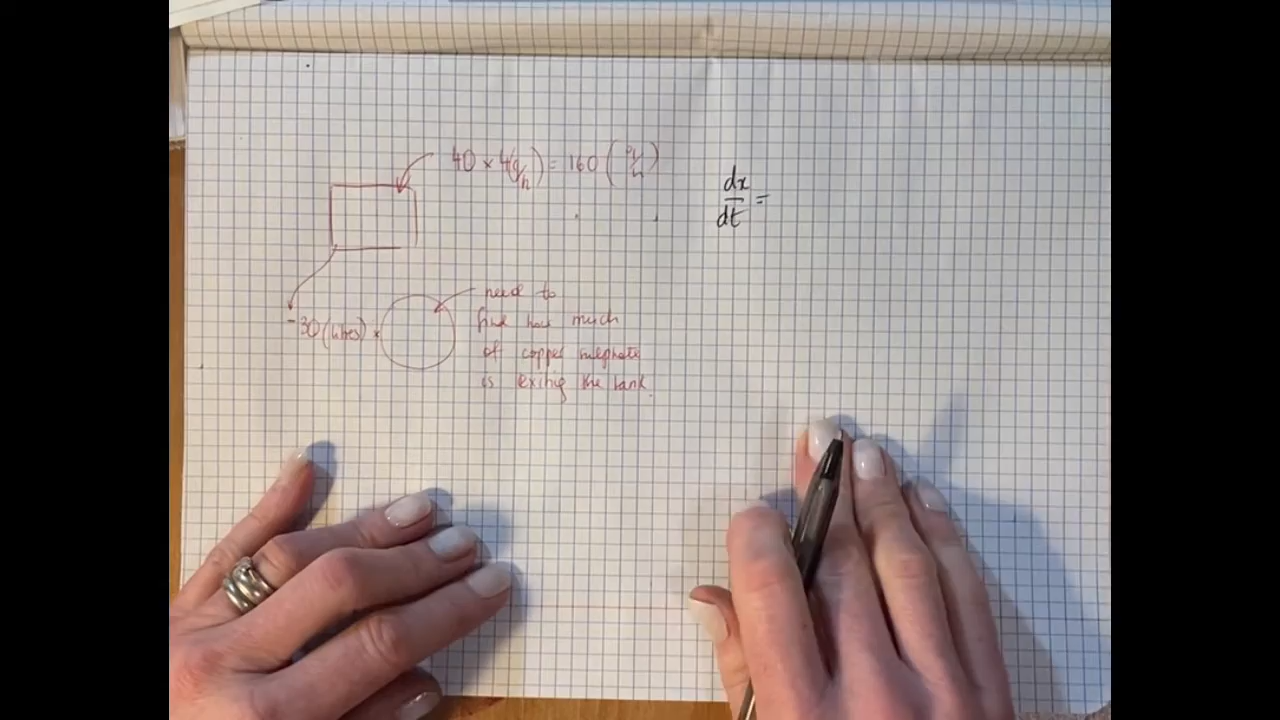 40 × 4(g/h) = 160 (g/h)
dx/dt =
-30 (litres) ×
need to
find how much
of copper sulphate
is exiting the tank.